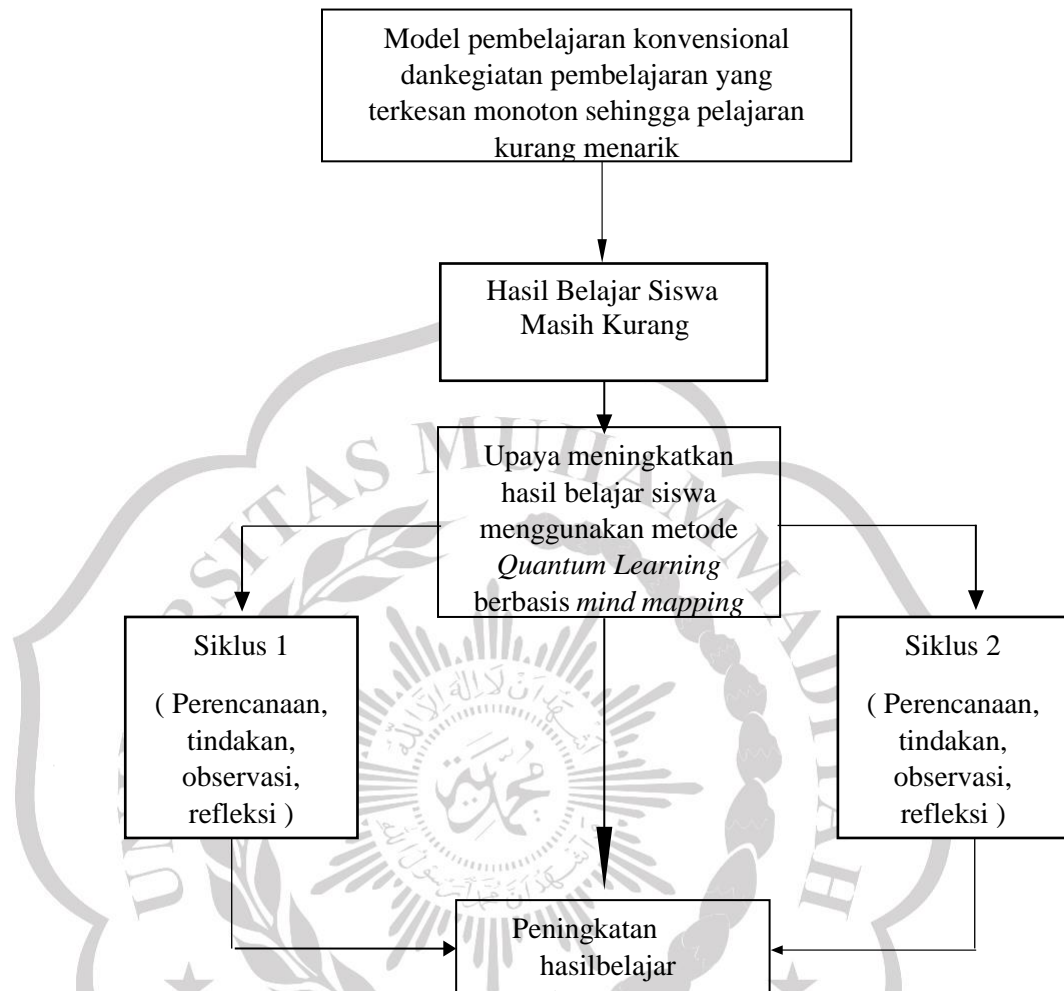 Model pembelajaran konvensional
dankegiatan pembelajaran yang
terkesan monoton sehingga pelajaran
kurang menarik
Hasil Belajar Siswa
Masih Kurang
Upaya meningkatkan
hasil belajar siswa
menggunakan metode
Quantum Learning
berbasis mind mapping
Siklus 1
( Perencanaan,
tindakan,
observasi,
refleksi )
Siklus 2
( Perencanaan,
tindakan,
observasi,
refleksi )
Peningkatan
hasilbelajar